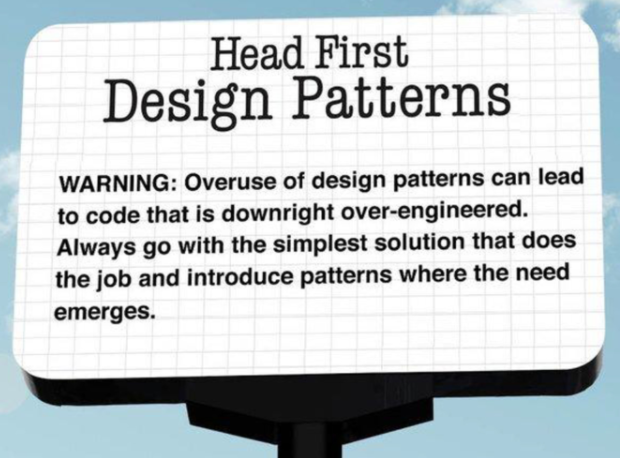 Head First
Design Patterns
WARNING: Overuse of design patterns can lead
to code that is downright over-engineered.
Always go with the simplest solution that does
the job and introduce patterns where the need
emerges.